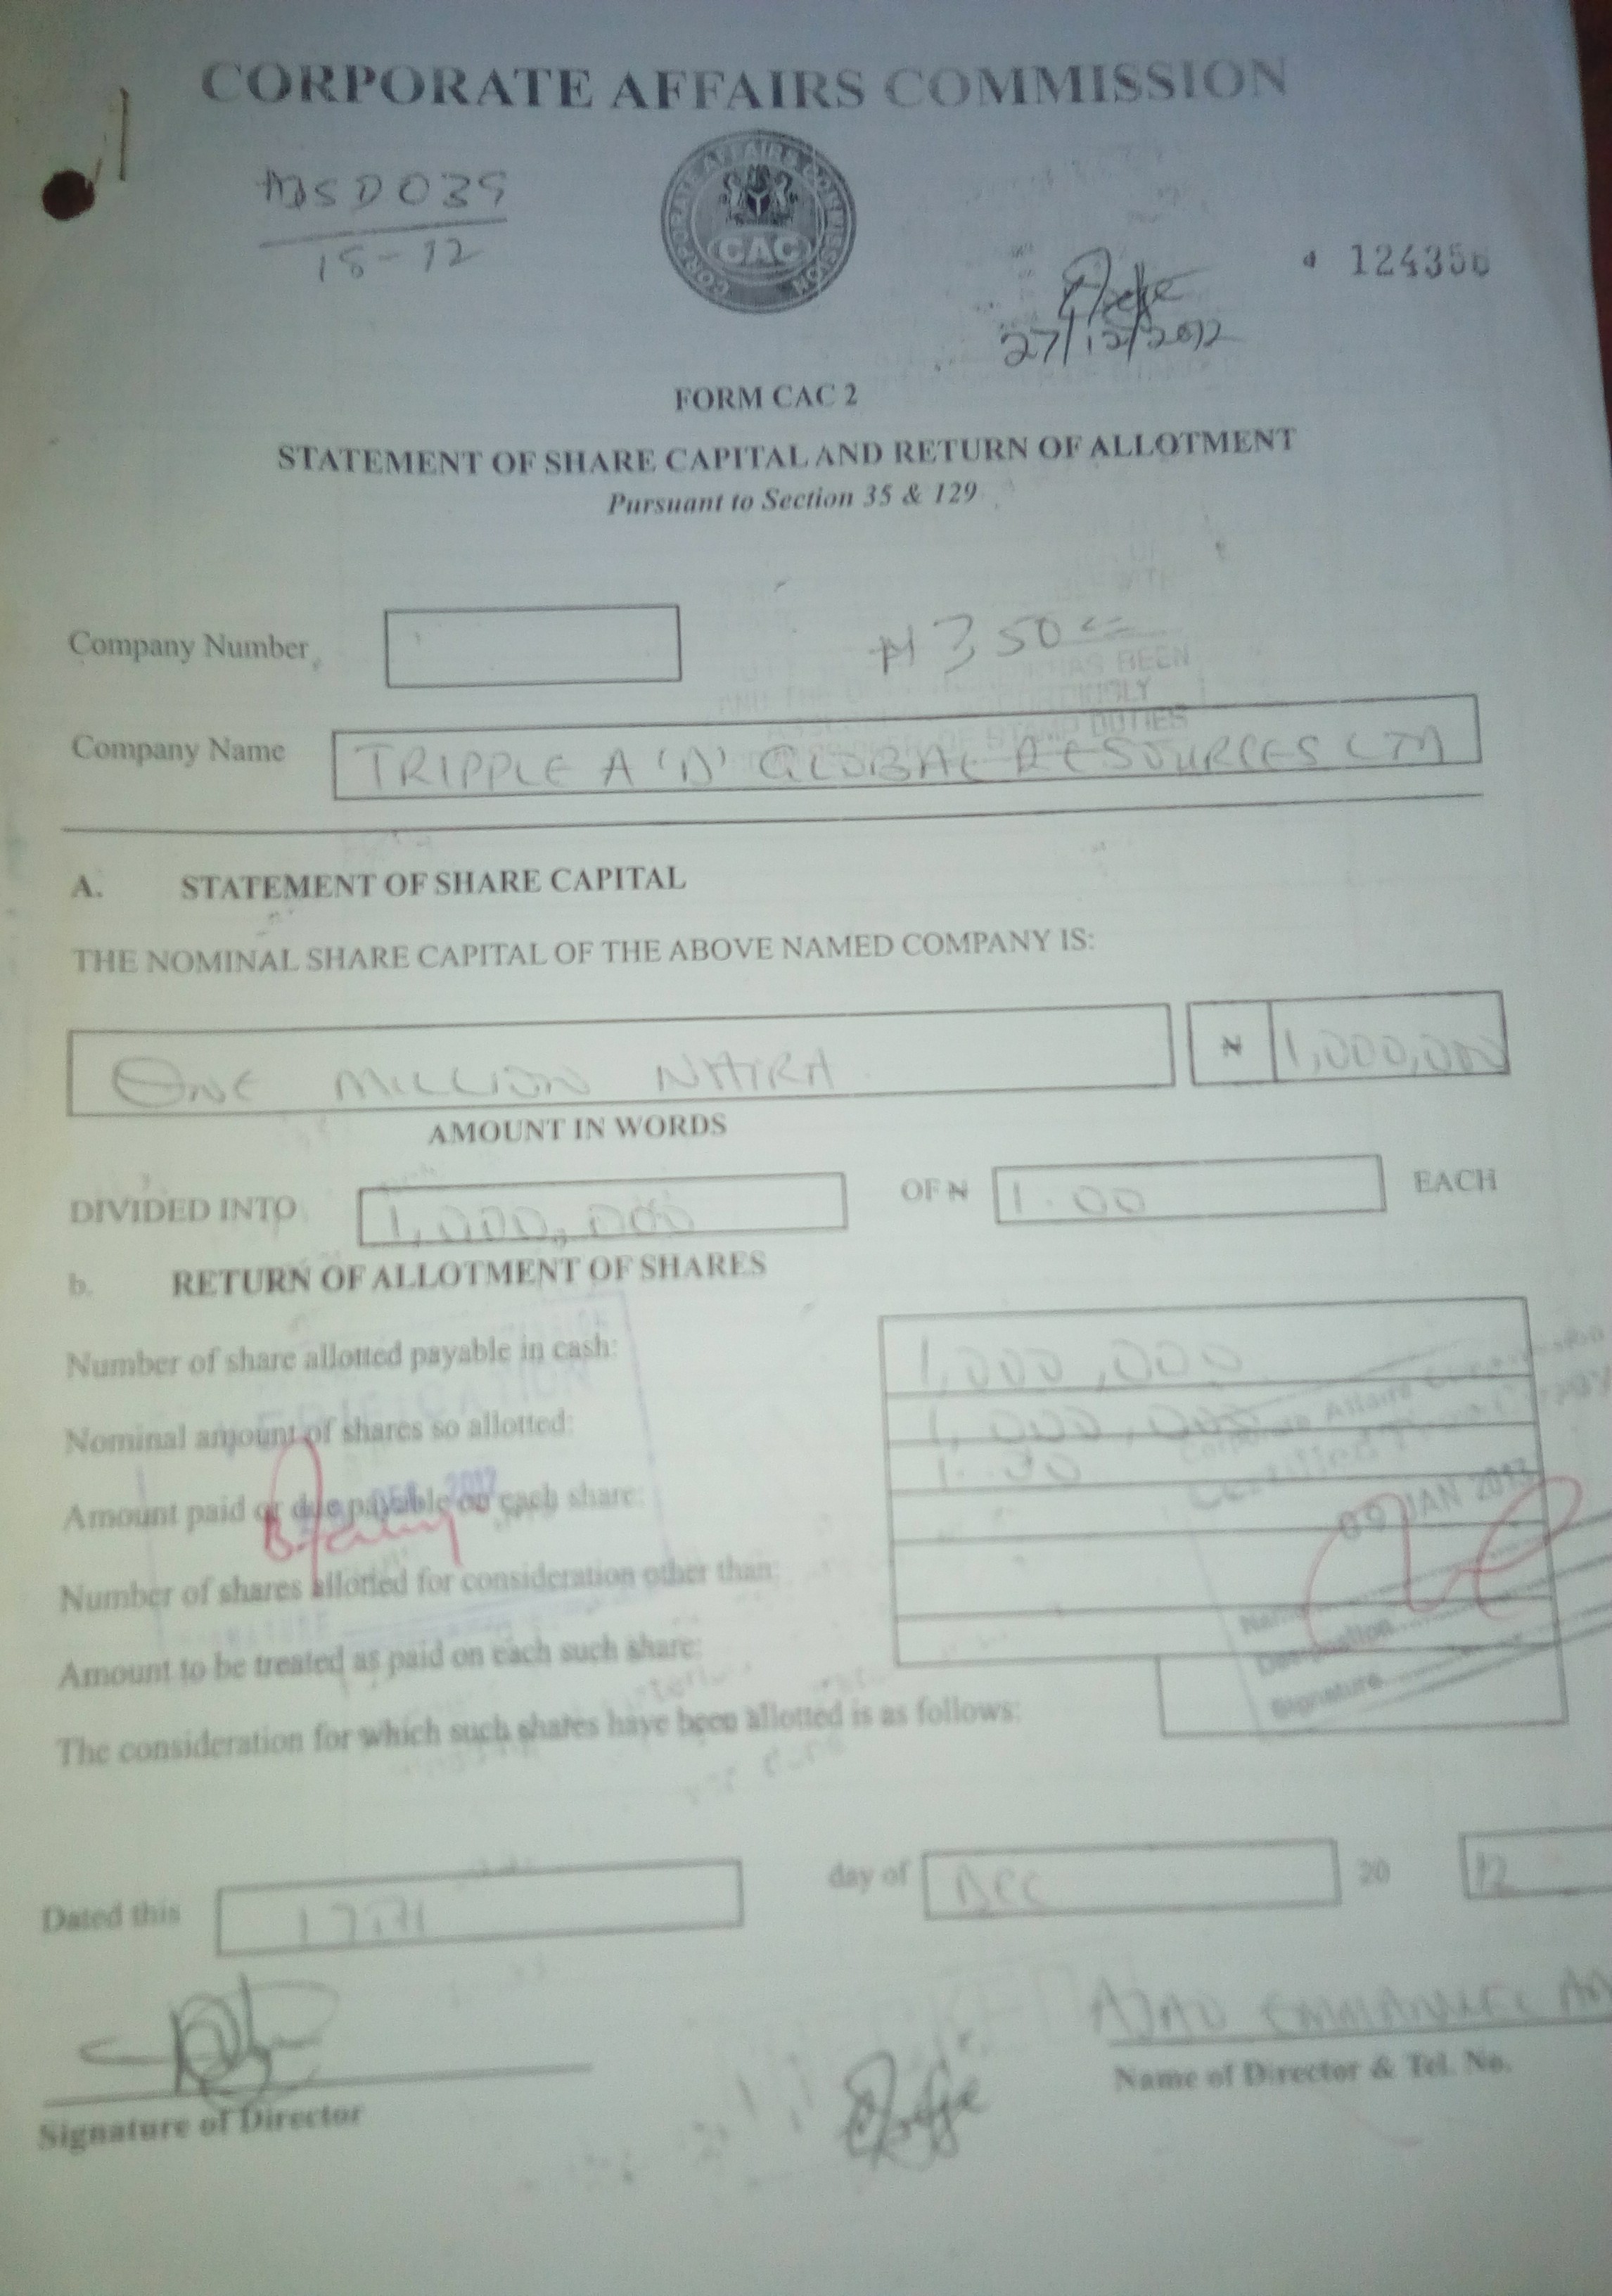 CORPORATE AFFAIRS COMMISSION
CORPORATE AFFAIRS COMMISSION
CAC
15-12
27/12/2012
FORM CAC 2
STATEMENT OF SHARE CAPITAL AND RETURN OF ALLOTMENT
Pursuant to Section 35 & 129
Company Number
HAS BEEN
STAMP DUTIES
Company Name TRIPPLE A 'D' GLOBAL RESOURCES LTD
A. STATEMENT OF SHARE CAPITAL
THE NOMINAL SHARE CAPITAL OF THE ABOVE NAMED COMPANY IS:
ONE MILLION NAIRA ₦ 1,000,000
AMOUNT IN WORDS
DIVIDED INTO 1,000,000 OF ₦ 1.00 EACH
b. RETURN OF ALLOTMENT OF SHARES
Number of share allotted payable in cash: 1,000,000
Nominal amount of shares so allotted: 1,000,000
Amount paid or due payable on each share: 1.00
09 JAN 2013
Number of shares allotted for consideration other than:
Name
Amount to be treated as paid on each such share:
Designation
Signature
The consideration for which such shares have been allotted is as follows:
Dated this 17TH day of DEC 20 12
AJAO EMMANUEL
Signature of Director
Name of Director & Tel. No.